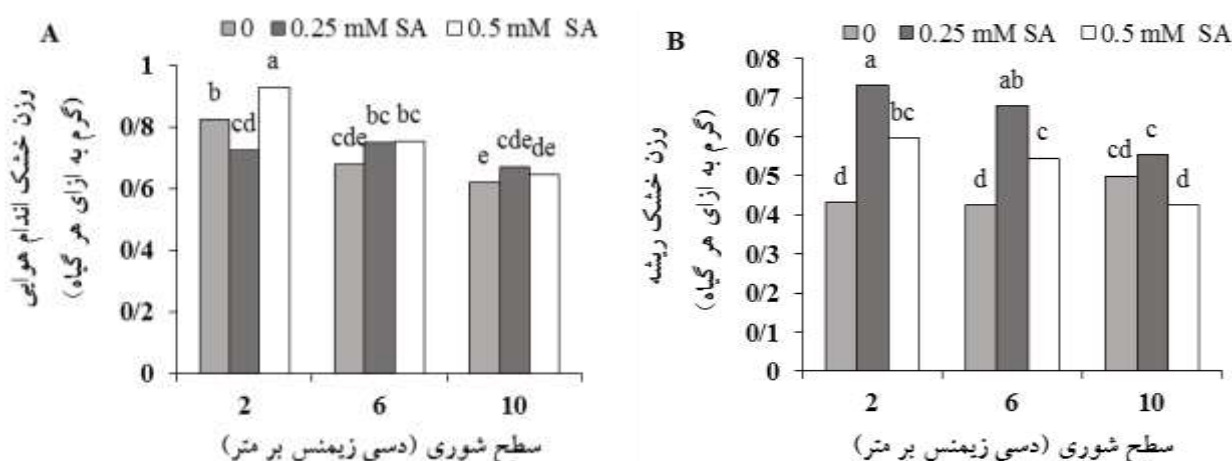 A
0 0.25 mM SA 0.5 mM SA
وزن خشک اندام هوایی
(گرم به ازای هر گیاه)
1
0/8
0/6
0/4
0/2
0
b cd a
cde bc bc
e cde de
2 6 10
سطح شوری (دسی زیمنس بر متر)
B
0 0.25 mM SA 0.5 mM SA
وزن خشک ریشه
(گرم به ازای هر گیاه)
0/8
0/7
0/6
0/5
0/4
0/3
0/2
0/1
0
d a bc
d ab c
cd c d
2 6 10
سطح شوری (دسی زیمنس بر متر)